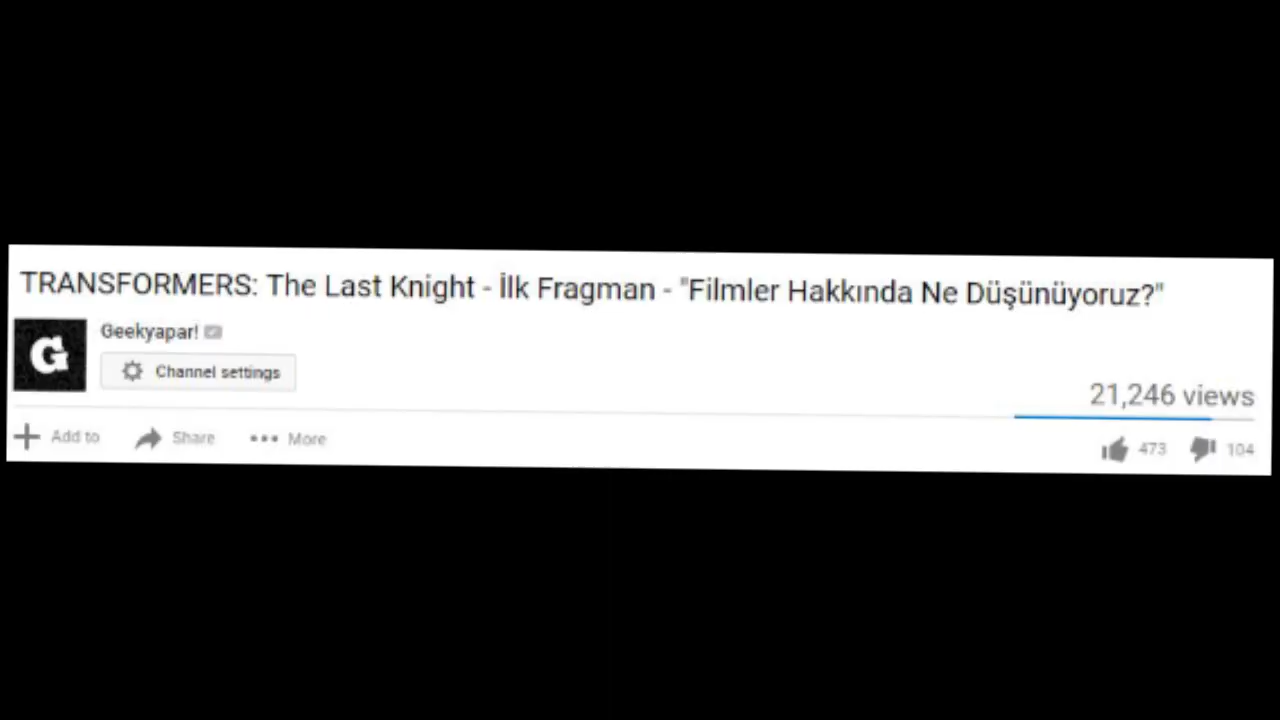 TRANSFORMERS: The Last Knight - İlk Fragman - "Filmler Hakkında Ne Düşünüyoruz?"
G
Geekyapar!
Channel settings
21,246 views
Add to Share More 473 104